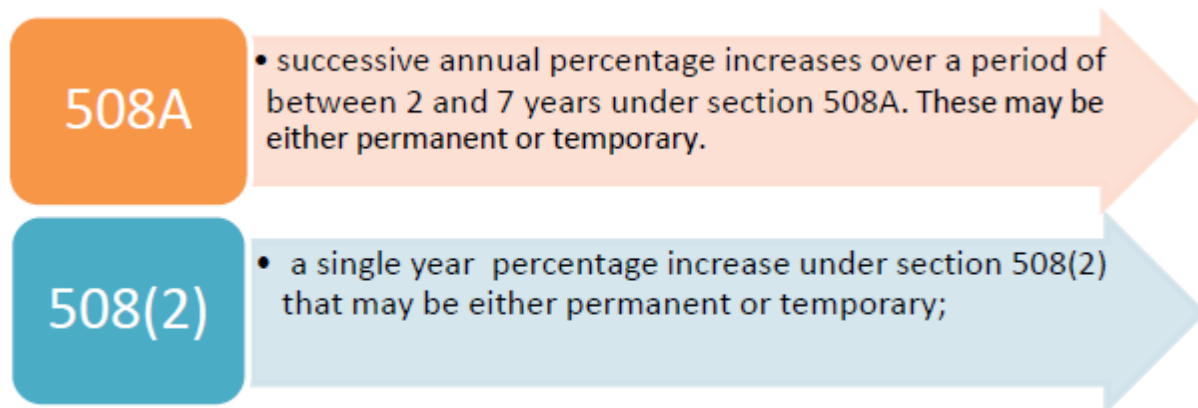 508A
• successive annual percentage increases over a period of
between 2 and 7 years under section 508A. These may be
either permanent or temporary.
508(2)
• a single year percentage increase under section 508(2)
that may be either permanent or temporary;